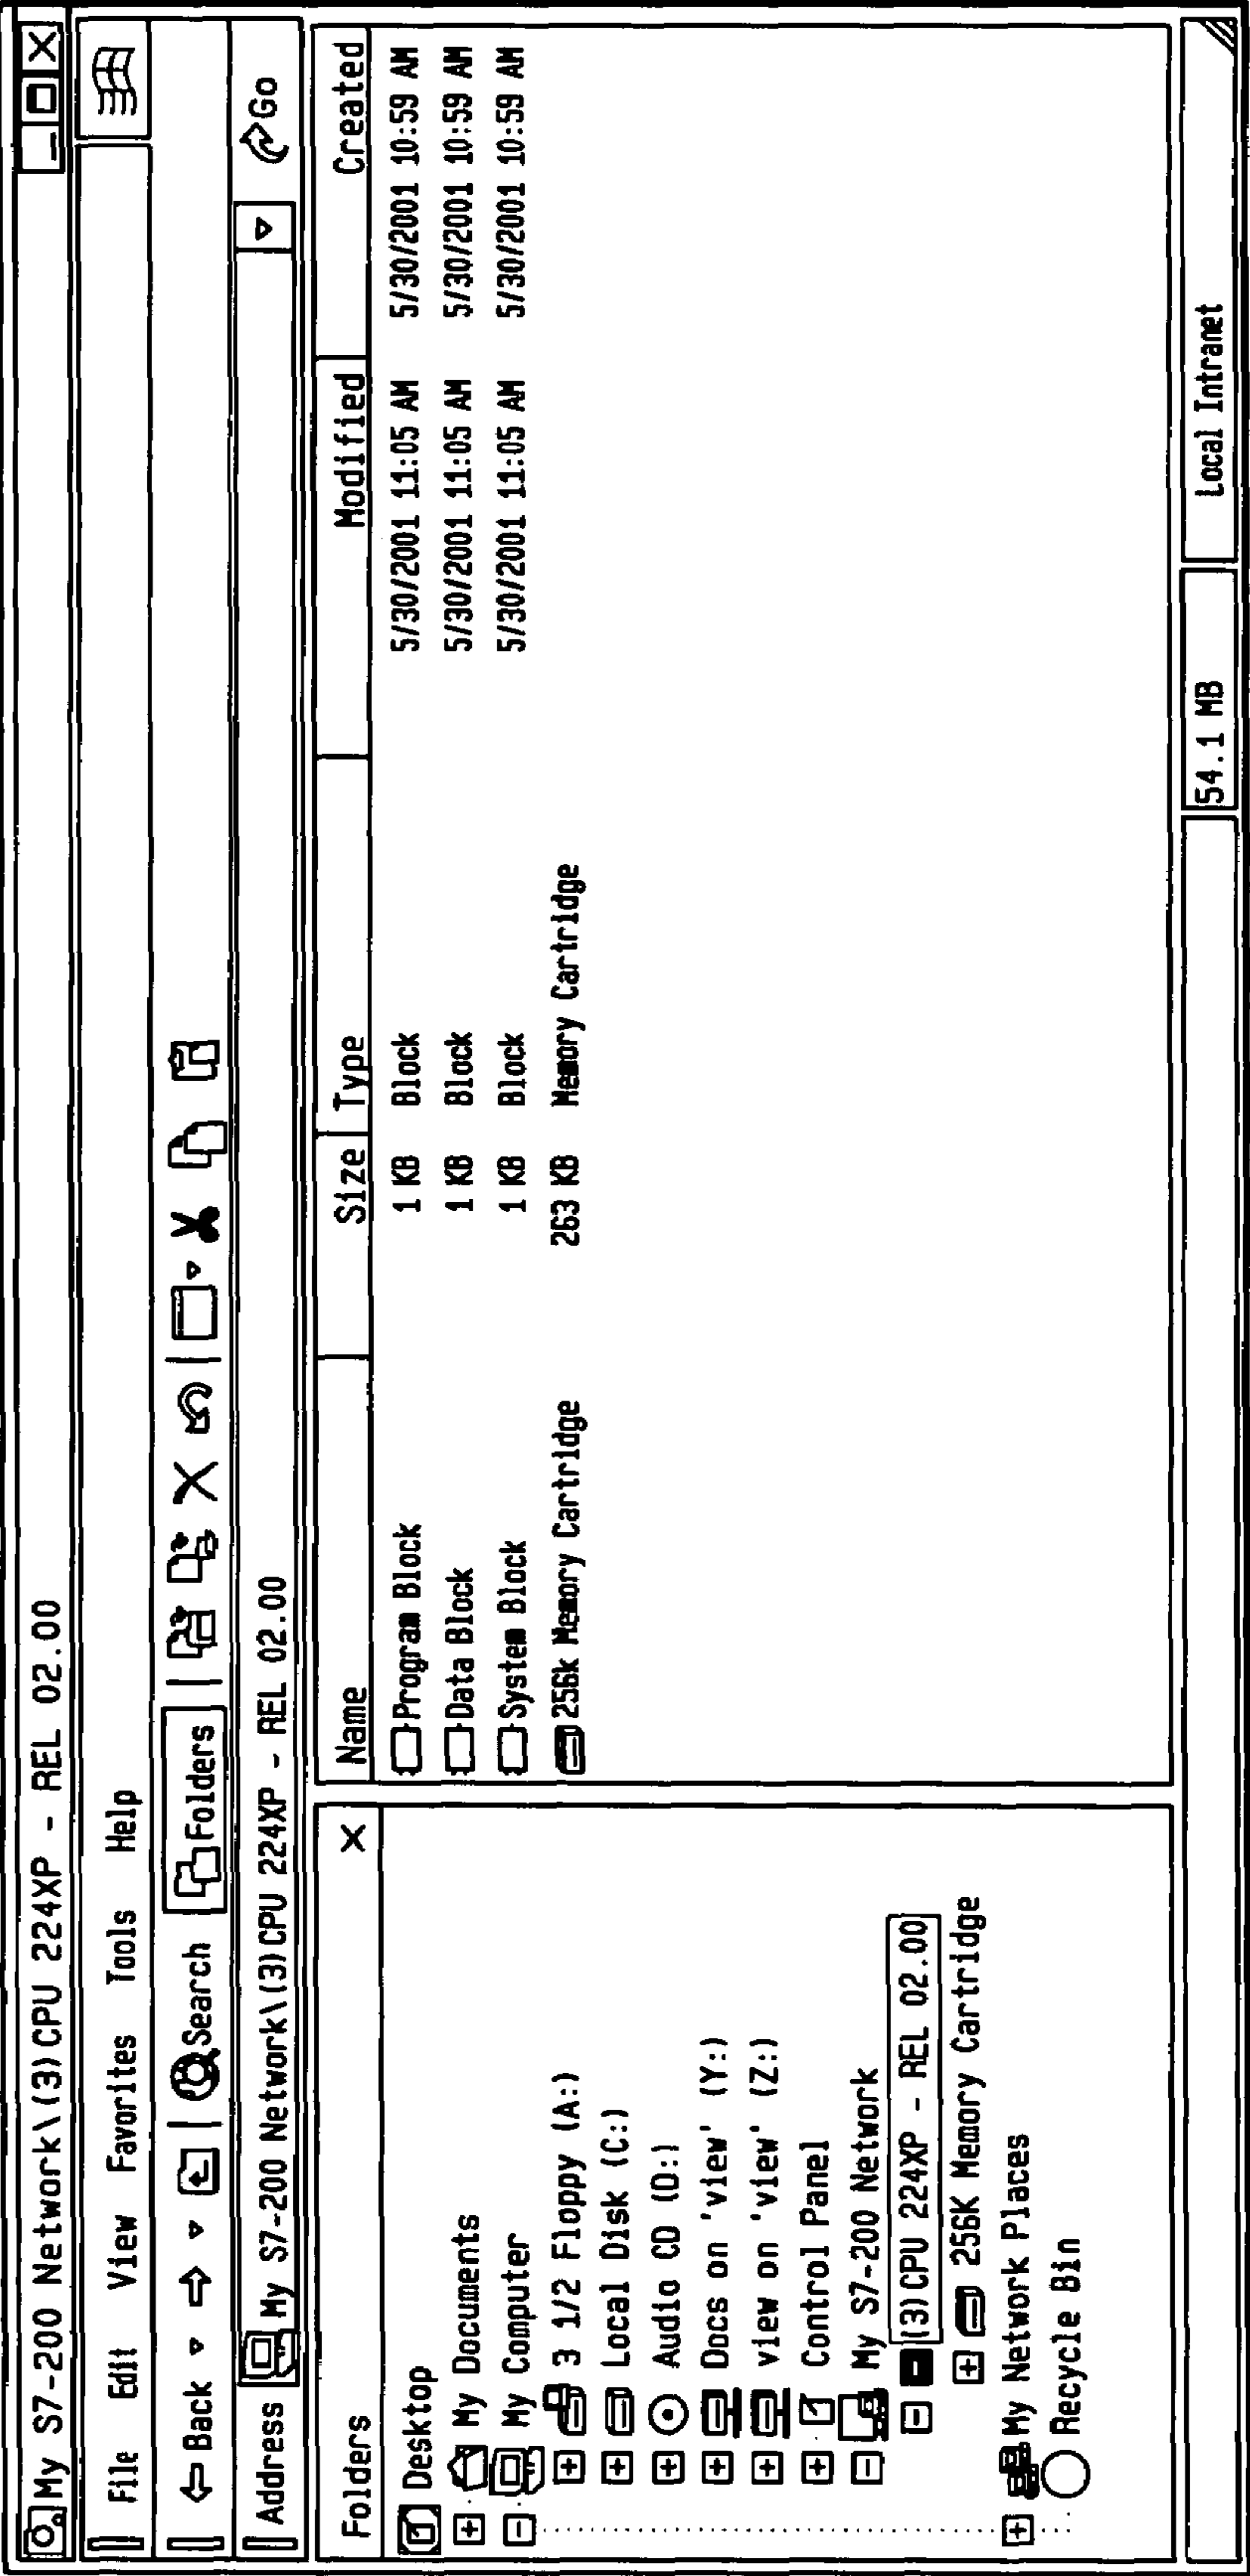 My S7-200 Network\(3)CPU 224XP - REL 02.00
File Edit View Favorites Tools Help
Back Search Folders
Address My S7-200 Network\(3)CPU 224XP - REL 02.00 Go
Folders X
Desktop
My Documents
My Computer
3 1/2 Floppy (A:)
Local Disk (C:)
Audio CD (D:)
Docs on 'view' (Y:)
view on 'view' (Z:)
Control Panel
My S7-200 Network
(3)CPU 224XP - REL 02.00
256K Memory Cartridge
My Network Places
Recycle Bin
Name Size Type Modified Created
Program Block 1 KB Block 5/30/2001 11:05 AM 5/30/2001 10:59 AM
Data Block 1 KB Block 5/30/2001 11:05 AM 5/30/2001 10:59 AM
System Block 1 KB Block 5/30/2001 11:05 AM 5/30/2001 10:59 AM
256k Memory Cartridge 263 KB Memory Cartridge
54.1 MB Local Intranet